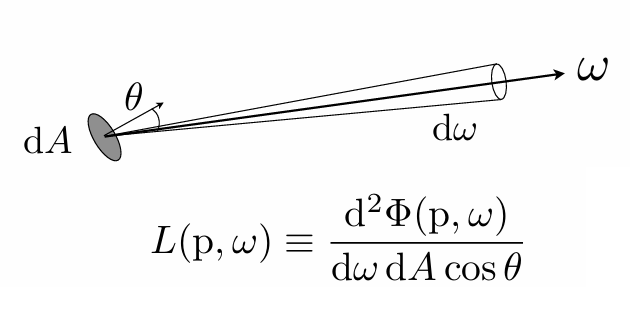 ω
θ
dA
dω
L(p, ω) ≡ d²Φ(p, ω) / dω dA cos θ